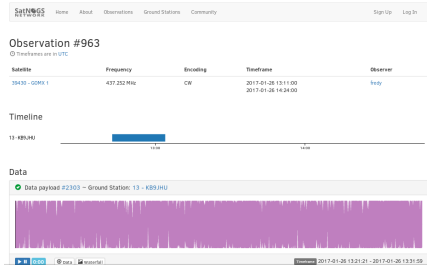 SatNOGS
NETWORK
Home About Observations Ground Stations Community Sign Up Log In
Observation #963
Timeframes are in UTC
Satellite Frequency Encoding Timeframe Observer
39430 - GOMX 1 437.252 MHz CW 2017-01-26 13:11:00 fredy
2017-01-26 14:24:00
Timeline
13 - KB9JHU
14:00
Data
Data payload #2303 — Ground Station: 13 - KB9JHU
0:00 Data Waterfall Timeframe 2017-01-26 13:21:21 - 2017-01-26 13:31:59